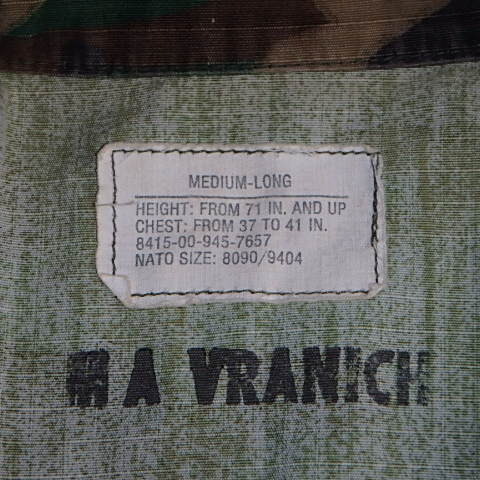 MEDIUM-LONG
HEIGHT: FROM 71 IN. AND UP
CHEST: FROM 37 TO 41 IN.
8415-00-945-7657
NATO SIZE: 8090/9404
M A VRANICH